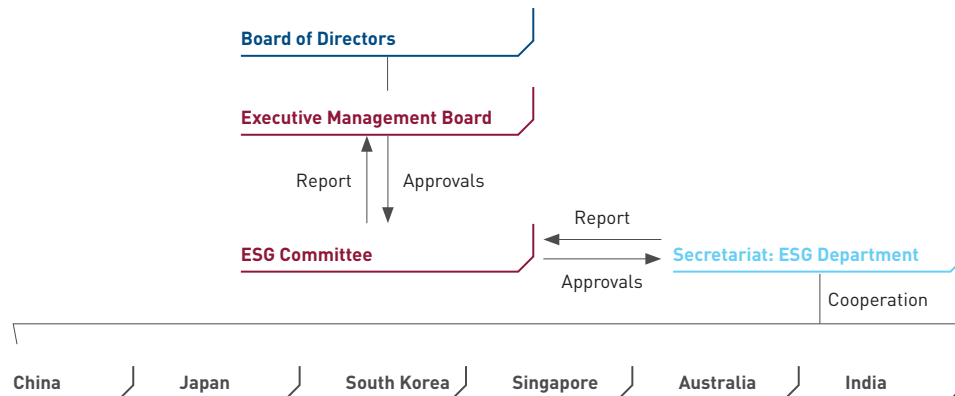 Board of Directors
Executive Management Board
Report
Approvals
ESG Committee
Report
Approvals
Secretariat: ESG Department
Cooperation
China
Japan
South Korea
Singapore
Australia
India